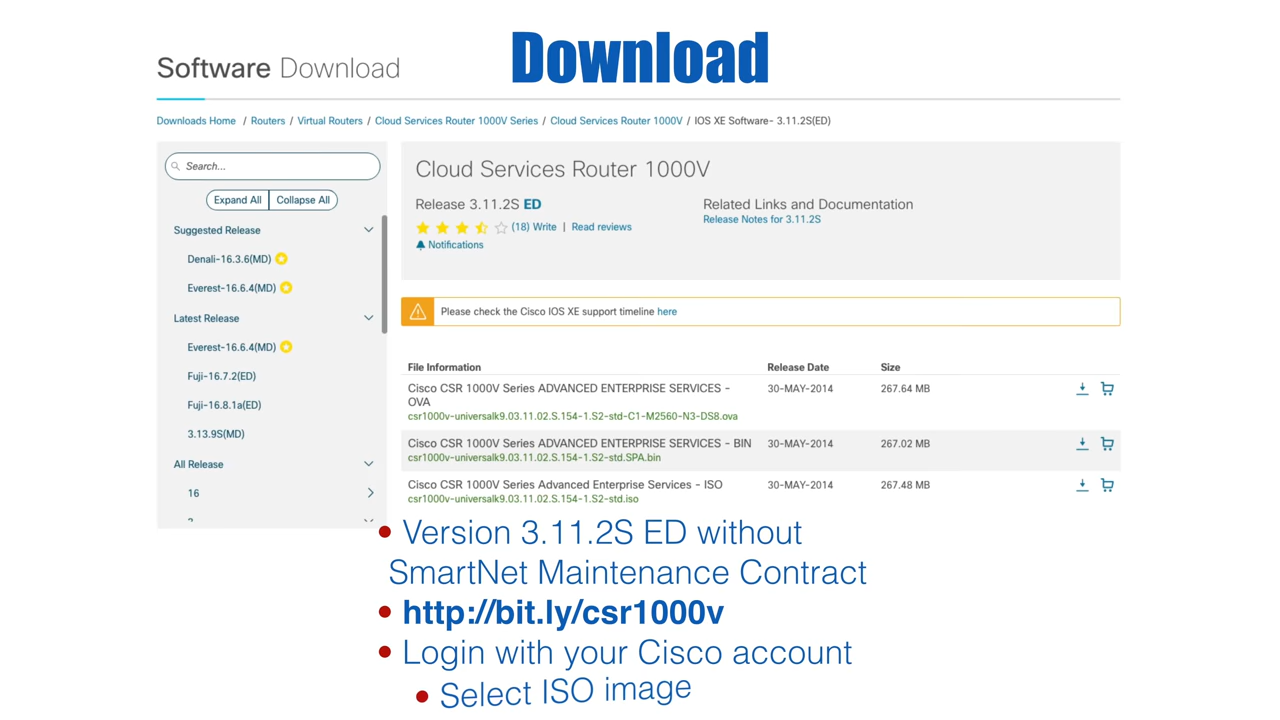 Download
Software Download
Downloads Home / Routers / Virtual Routers / Cloud Services Router 1000V Series / Cloud Services Router 1000V / IOS XE Software- 3.11.2S(ED)
Search...
Expand All Collapse All
Suggested Release
Denali-16.3.6(MD)
Everest-16.6.4(MD)
Latest Release
Everest-16.6.4(MD)
Fuji-16.7.2(ED)
Fuji-16.8.1a(ED)
3.13.9S(MD)
All Release
16
Cloud Services Router 1000V
Release 3.11.2S ED
(18) Write | Read reviews
Notifications
Related Links and Documentation
Release Notes for 3.11.2S
Please check the Cisco IOS XE support timeline here
File Information Release Date Size
Cisco CSR 1000V Series ADVANCED ENTERPRISE SERVICES - 30-MAY-2014 267.64 MB
OVA
csr1000v-universalk9.03.11.02.S.154-1.S2-std-C1-M2560-N3-DS8.ova
Cisco CSR 1000V Series ADVANCED ENTERPRISE SERVICES - BIN 30-MAY-2014 267.02 MB
csr1000v-universalk9.03.11.02.S.154-1.S2-std.SPA.bin
Cisco CSR 1000V Series Advanced Enterprise Services - ISO 30-MAY-2014 267.48 MB
csr1000v-universalk9.03.11.02.S.154-1.S2-std.iso
• Version 3.11.2S ED without
SmartNet Maintenance Contract
• http://bit.ly/csr1000v
• Login with your Cisco account
• Select ISO image